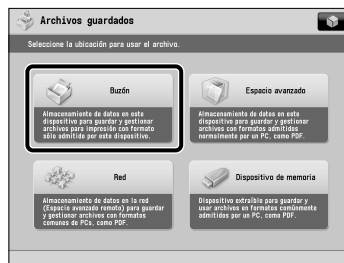 Archivos guardados
Seleccione la ubicación para usar el archivo.
Buzón
Almacenamiento de datos en este
dispositivo para guardar y gestionar
archivos para impresión con formato
sólo admitido por este dispositivo.
Espacio avanzado
Almacenamiento de datos en este
dispositivo para guardar y gestionar
archivos con formatos admitidos
normalmente por un PC, como PDF.
Red
Almacenamiento de datos en la red
(Espacio avanzado remoto) para guardar
y gestionar archivos con formatos
comunes de PCs, como PDF.
Dispositivo de memoria
Dispositivo extraíble para guardar y
usar archivos en formatos comúnmente
admitidos por un PC, como PDF.